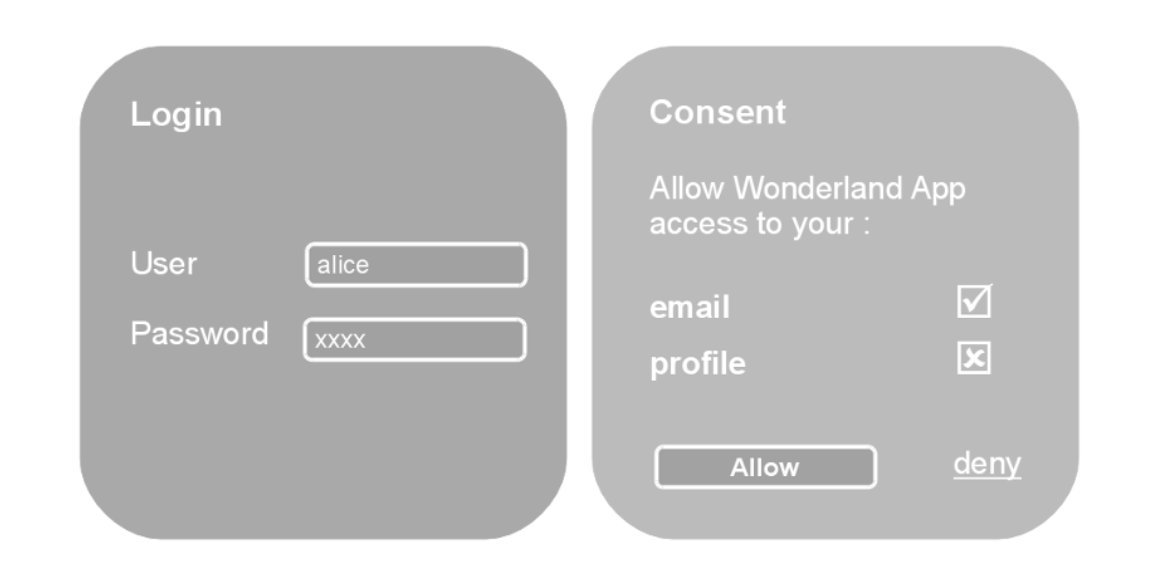 Login
User
alice
Password
xxxx
Consent
Allow Wonderland App
access to your :
email
profile
Allow
deny